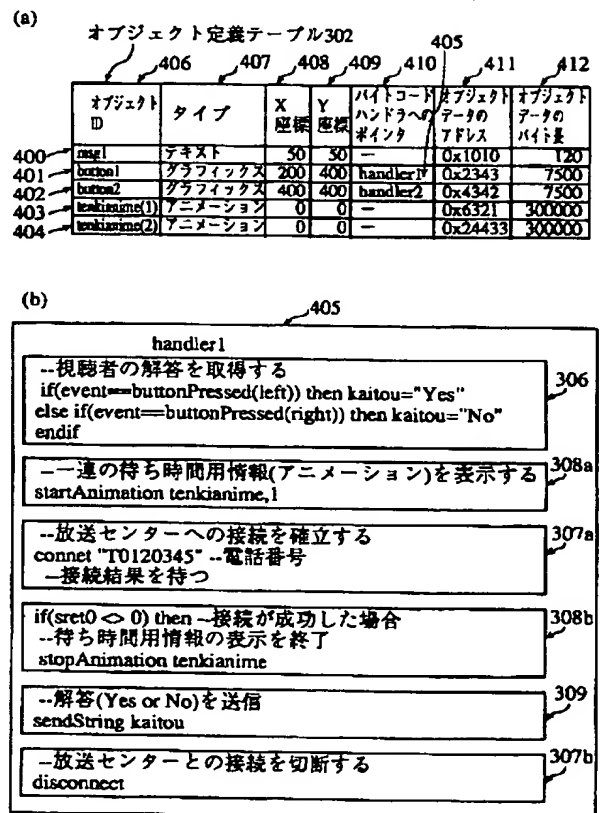 (a)
オブジェクト定義テーブル302
405
406 407 408 409 410 411 412
オブジェクトID タイプ X座標 Y座標 バイトコードハンドラへのポインタ オブジェクトデータのアドレス オブジェクトデータのバイト量
400 msg1 テキスト 50 50 — 0x1010 120
401 button1 グラフィックス 200 400 handler1 0x2343 7500
402 button2 グラフィックス 400 400 handler2 0x4342 7500
403 tenkianime(1) アニメーション 0 0 — 0x6321 300000
404 tenkianime(2) アニメーション 0 0 — 0x24433 300000
(b)
405
handler1
--視聴者の解答を取得する
if(event==buttonPressed(left)) then kaitou="Yes"
else if(event==buttonPressed(right)) then kaitou="No"
endif
306
--一連の待ち時間用情報(アニメーション)を表示する
startAnimation tenkianime,1
308a
--放送センターへの接続を確立する
connet "T0120345" --電話番号
--接続結果を待つ
307a
if(sret0 <> 0) then --接続が成功した場合
--待ち時間用情報の表示を終了
stopAnimation tenkianime
308b
--解答(Yes or No)を送信
sendString kaitou
309
--放送センターとの接続を切断する
disconnect
307b